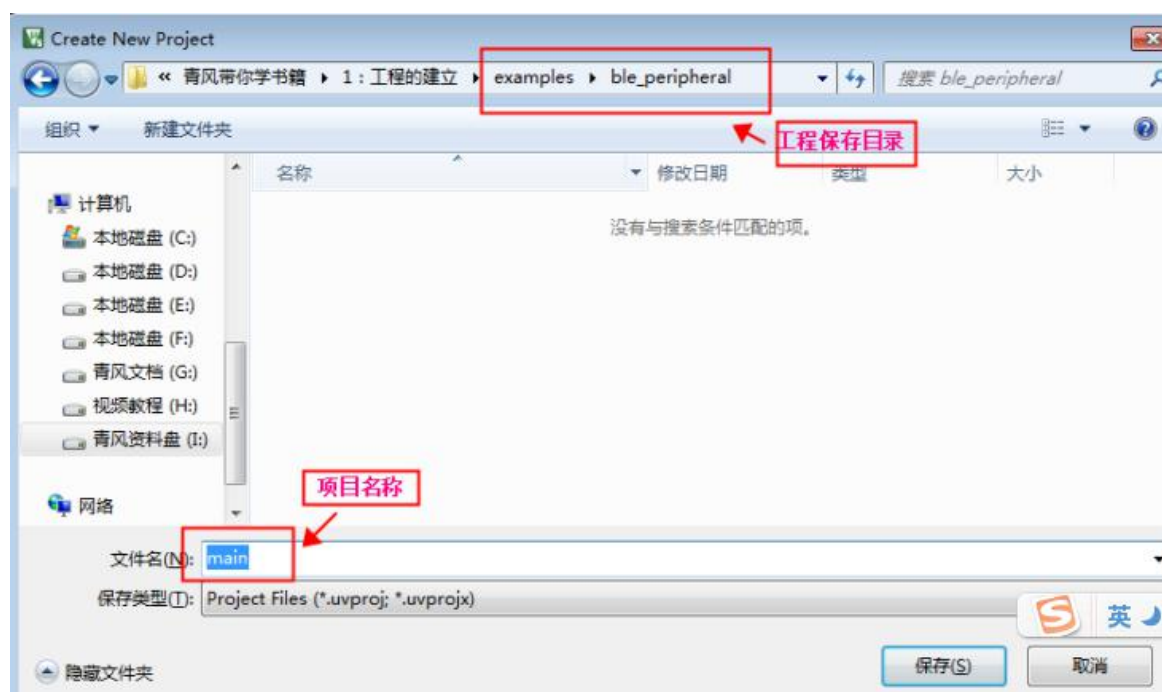 Create New Project
« 青风带你学书籍 ▸ 1:工程的建立 ▸ examples ▸ ble_peripheral
搜索 ble_peripheral
组织 新建文件夹
工程保存目录
名称 修改日期 类型 大小
没有与搜索条件匹配的项。
计算机
本地磁盘 (C:)
本地磁盘 (D:)
本地磁盘 (E:)
本地磁盘 (F:)
青风文档 (G:)
视频教程 (H:)
青风资料盘 (I:)
网络
项目名称
文件名(N): main
保存类型(T): Project Files (*.uvproj; *.uvprojx)
S 英
隐藏文件夹 保存(S) 取消